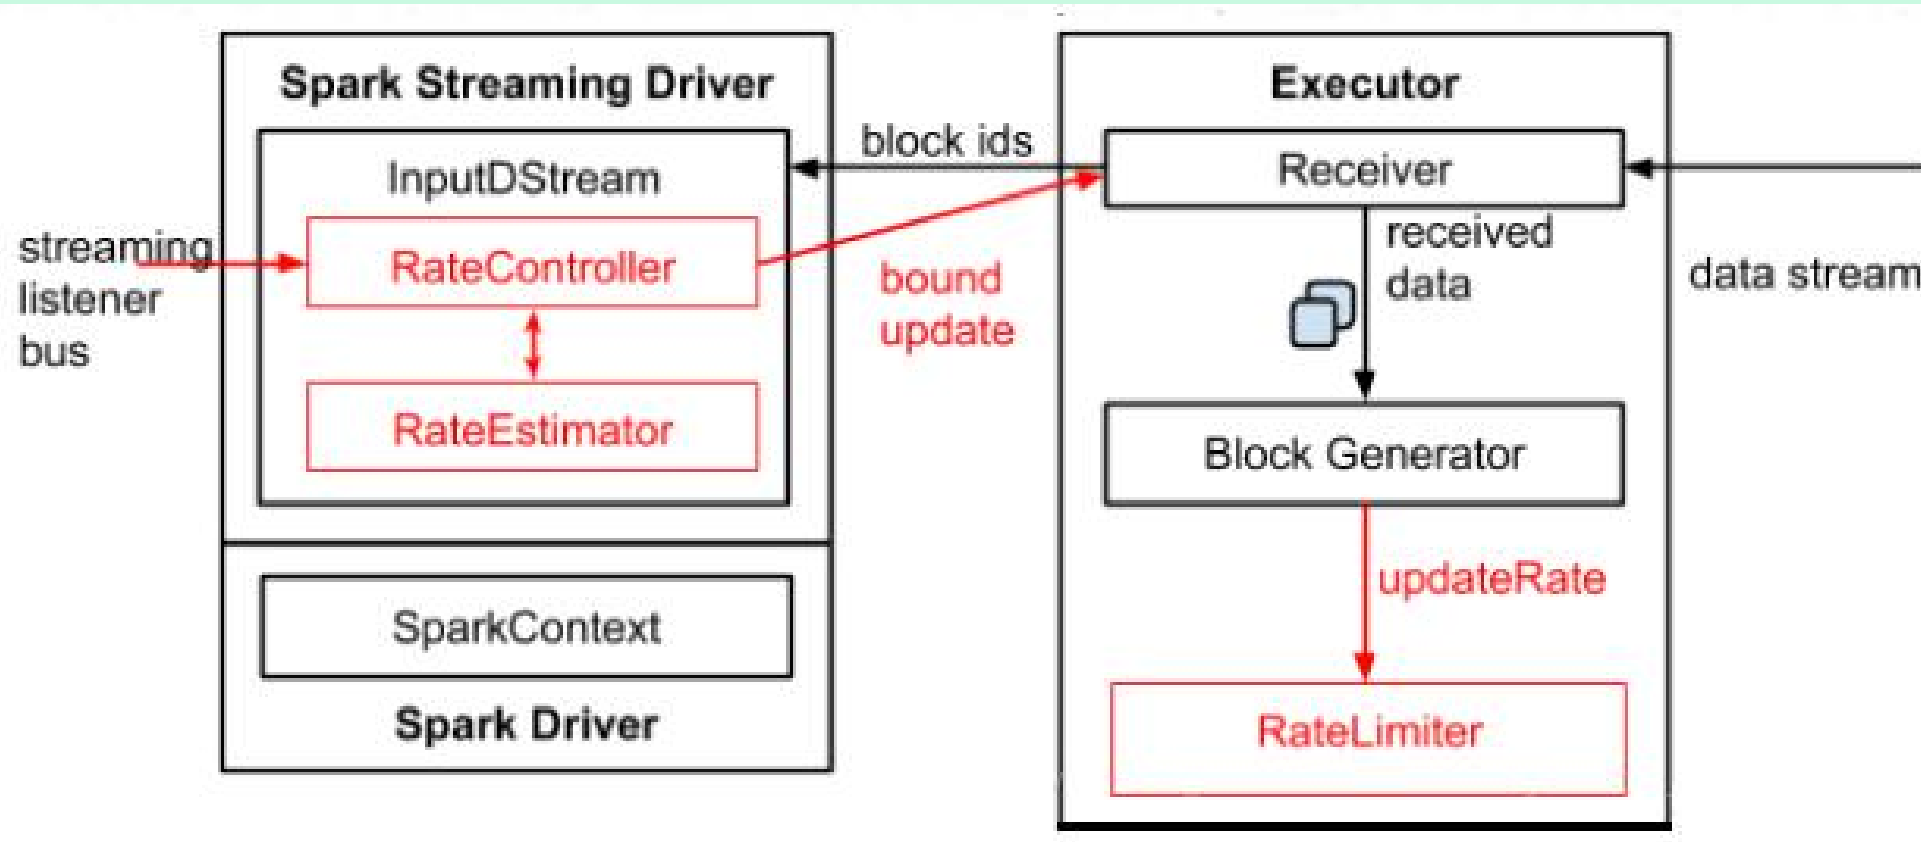 Spark Streaming Driver
InputDStream
RateController
RateEstimator
SparkContext
Spark Driver
streaming
listener
bus
block ids
bound
update
Executor
Receiver
received
data
Block Generator
updateRate
RateLimiter
data stream